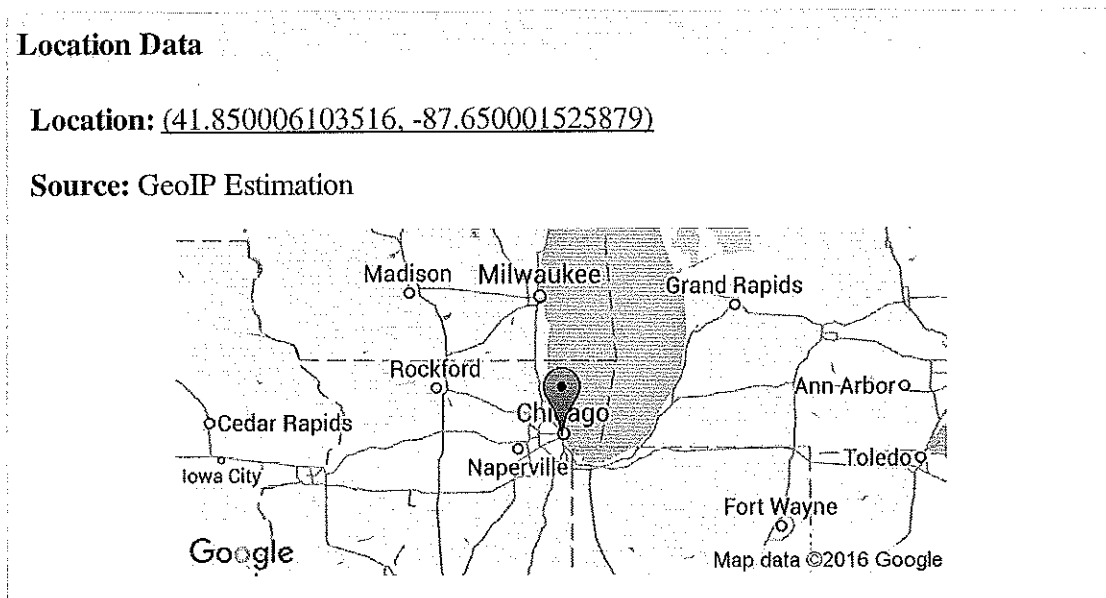 Location Data
Location: (41.850006103516, -87.650001525879)
Source: GeoIP Estimation
Madison
Milwaukee
Grand Rapids
Rockford
Ann Arbor
Chicago
Cedar Rapids
Naperville
Toledo
Iowa City
Fort Wayne
Google
Map data ©2016 Google